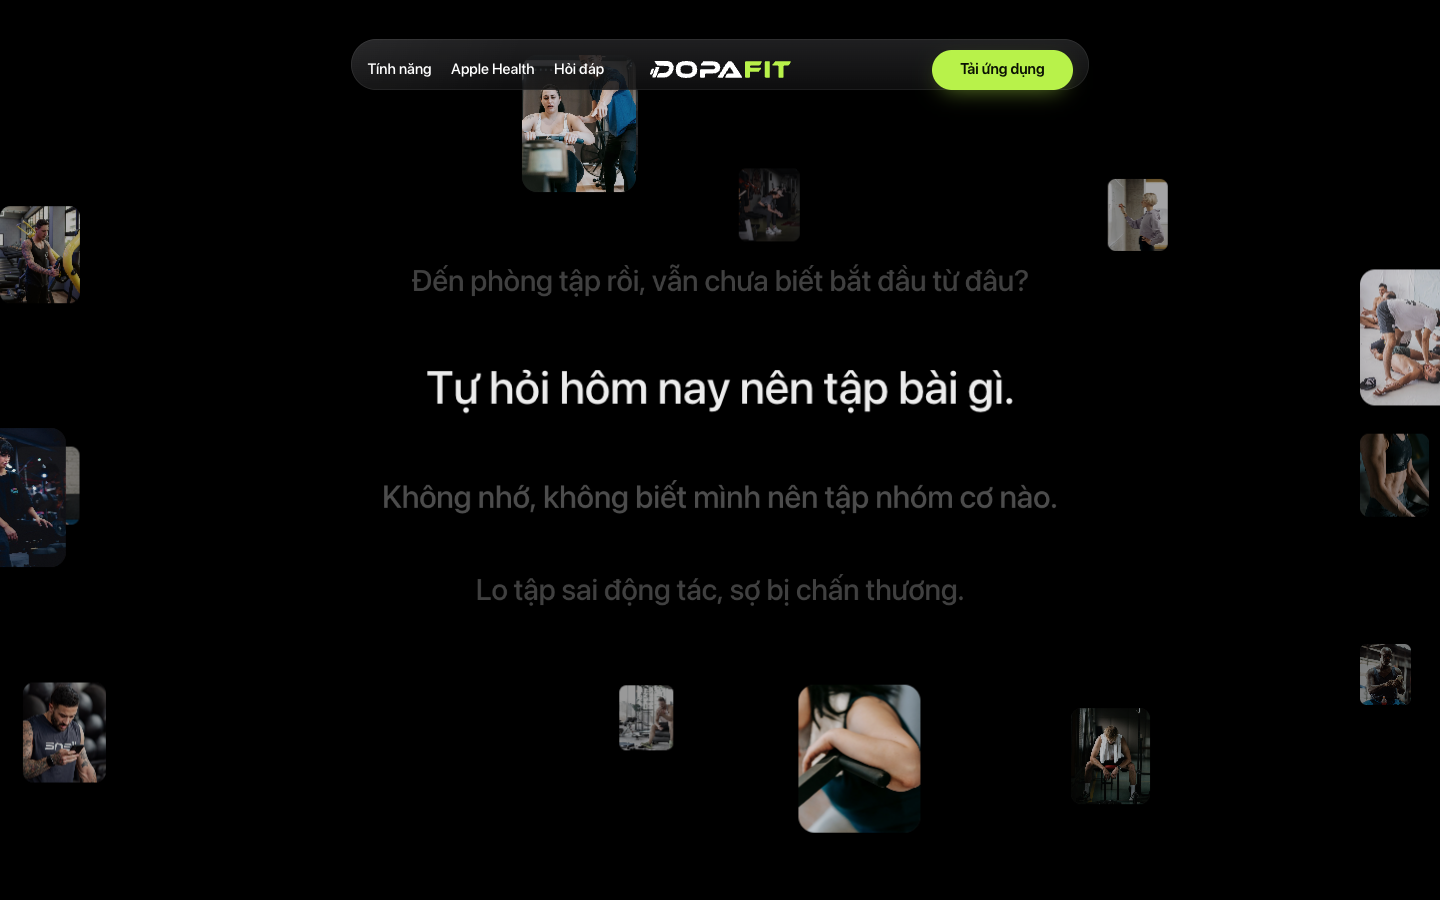 Tính năng
Apple Health
Hỏi đáp
DOPAFIT
Tải ứng dụng
Đến phòng tập rồi, vẫn chưa biết bắt đầu từ đâu?
Tự hỏi hôm nay nên tập bài gì.
Không nhớ, không biết mình nên tập nhóm cơ nào.
Lo tập sai động tác, sợ bị chấn thương.